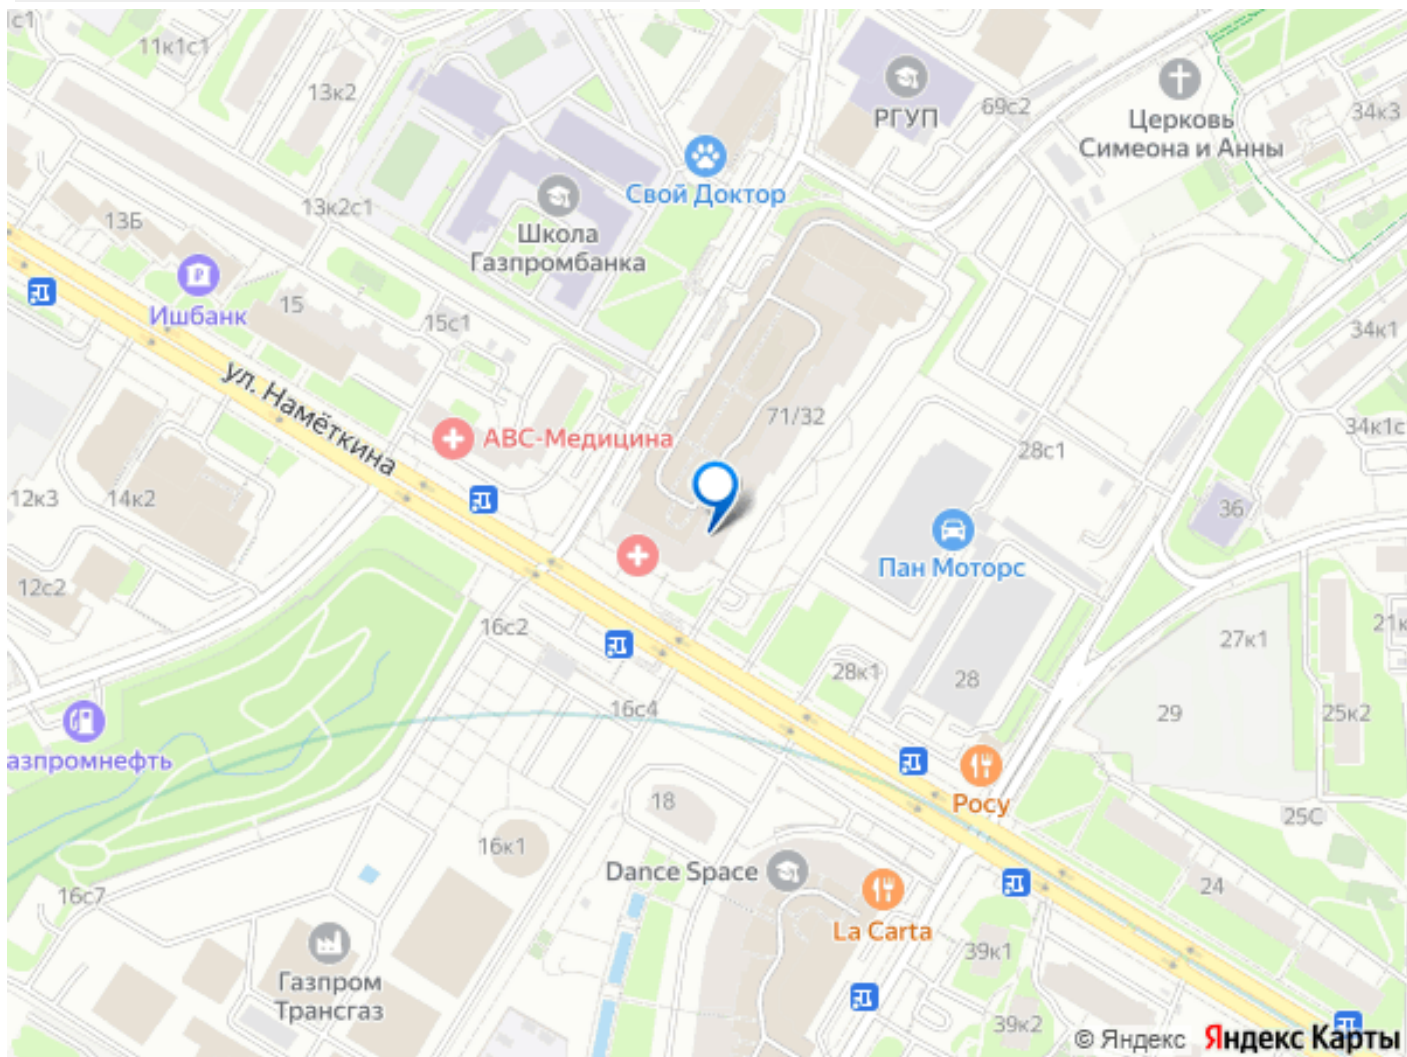 с1
11к1с1
13к2
РГУП
69с2
Церковь
Симеона и Анны
34к3
Свой Доктор
13к2с1
13Б
Школа
Газпромбанка
Ишбанк
15
15с1
34к1
ул. Намёткина
71/32
АВС-Медицина
28с1
34к1с
12к3
14к2
36
Пан Моторс
12с2
16с2
27к1
21к
28к1
28
16с4
29
25к2
азпромнефть
Росу
18
25С
16к1
Dance Space
24
16с7
La Carta
39к1
Газпром
Трансгаз
39к2
© Яндекс Яндекс Карты